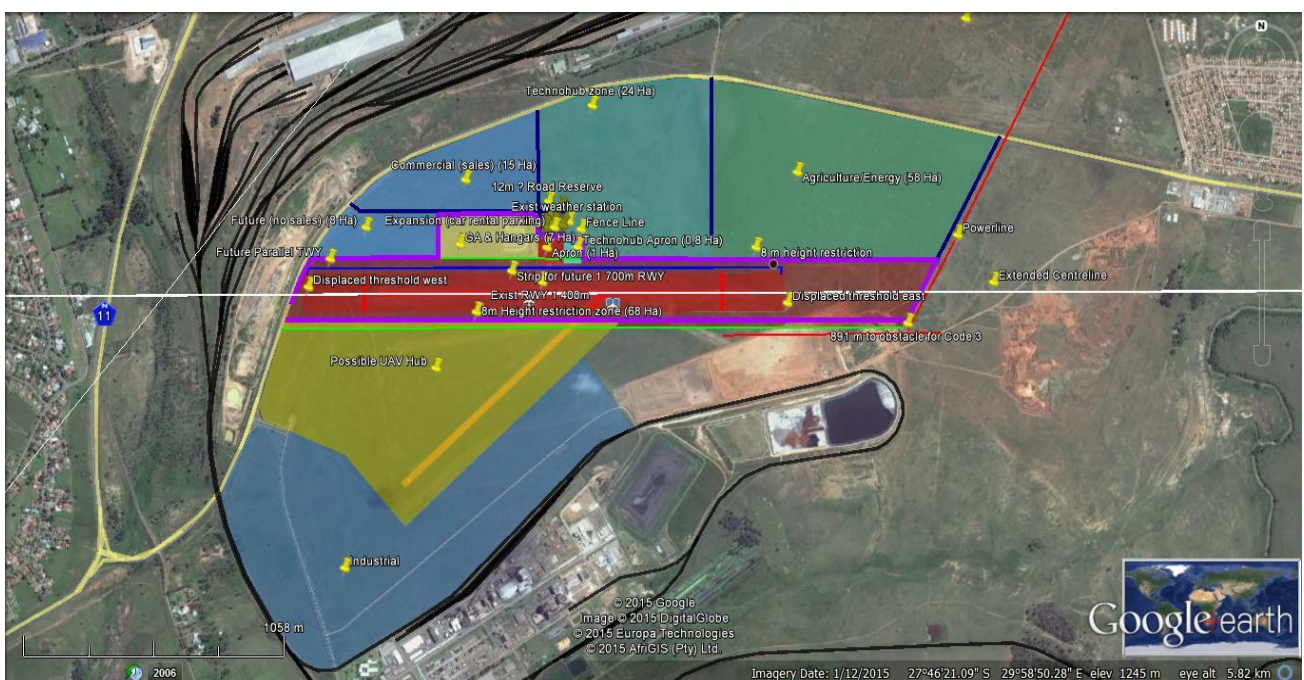 N
Technohub zone (24 Ha)
Commercial (sales) (15 Ha)
Agriculture/Energy (58 Ha)
12m ? Road Reserve
Exist weather station
Future (no sales) (8 Ha)
Expansion (car rental parking)
Fence Line
Powerline
GA & Hangars (7 Ha)
Technohub Apron (0,8 Ha)
Future Parallel TWY
Apron (1 Ha)
8 m height restriction
Displaced threshold west
Strip for future 1 700m RWY
Extended Centreline
Exist RWY 1 400m
Displaced threshold east
N
11
8m Height restriction zone (68 Ha)
891 m to obstacle for Code 3
Possible UAV Hub
Industrial
© 2015 Google
Image © 2015 DigitalGlobe
© 2015 Europa Technologies
© 2015 AfriGIS (Pty) Ltd.
Google earth
1058 m
2006
Imagery Date: 1/12/2015 27°46'21.09" S 29°58'50.28" E elev 1245 m eye alt 5.82 km